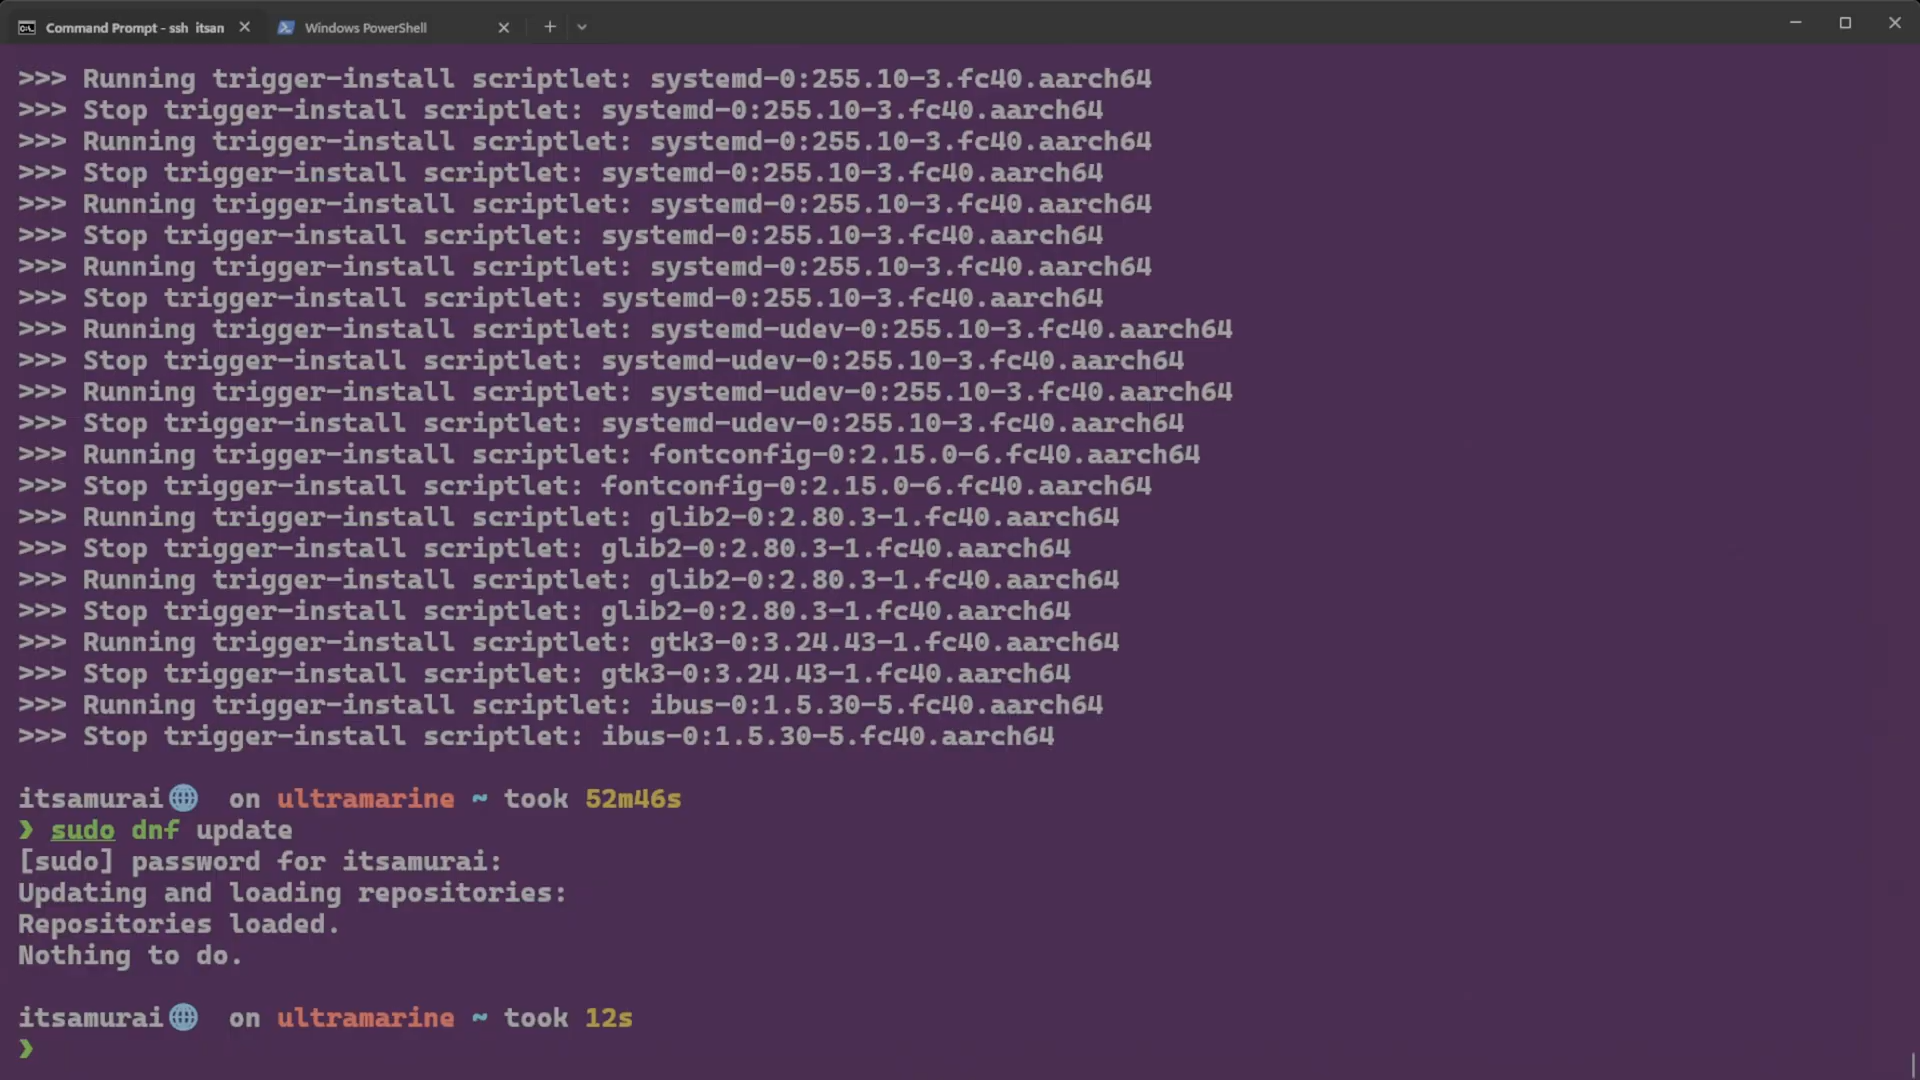 Command Prompt - ssh itsan
Windows PowerShell
>>> Running trigger-install scriptlet: systemd-0:255.10-3.fc40.aarch64
>>> Stop trigger-install scriptlet: systemd-0:255.10-3.fc40.aarch64
>>> Running trigger-install scriptlet: systemd-0:255.10-3.fc40.aarch64
>>> Stop trigger-install scriptlet: systemd-0:255.10-3.fc40.aarch64
>>> Running trigger-install scriptlet: systemd-0:255.10-3.fc40.aarch64
>>> Stop trigger-install scriptlet: systemd-0:255.10-3.fc40.aarch64
>>> Running trigger-install scriptlet: systemd-0:255.10-3.fc40.aarch64
>>> Stop trigger-install scriptlet: systemd-0:255.10-3.fc40.aarch64
>>> Running trigger-install scriptlet: systemd-udev-0:255.10-3.fc40.aarch64
>>> Stop trigger-install scriptlet: systemd-udev-0:255.10-3.fc40.aarch64
>>> Running trigger-install scriptlet: systemd-udev-0:255.10-3.fc40.aarch64
>>> Stop trigger-install scriptlet: systemd-udev-0:255.10-3.fc40.aarch64
>>> Running trigger-install scriptlet: fontconfig-0:2.15.0-6.fc40.aarch64
>>> Stop trigger-install scriptlet: fontconfig-0:2.15.0-6.fc40.aarch64
>>> Running trigger-install scriptlet: glib2-0:2.80.3-1.fc40.aarch64
>>> Stop trigger-install scriptlet: glib2-0:2.80.3-1.fc40.aarch64
>>> Running trigger-install scriptlet: glib2-0:2.80.3-1.fc40.aarch64
>>> Stop trigger-install scriptlet: glib2-0:2.80.3-1.fc40.aarch64
>>> Running trigger-install scriptlet: gtk3-0:3.24.43-1.fc40.aarch64
>>> Stop trigger-install scriptlet: gtk3-0:3.24.43-1.fc40.aarch64
>>> Running trigger-install scriptlet: ibus-0:1.5.30-5.fc40.aarch64
>>> Stop trigger-install scriptlet: ibus-0:1.5.30-5.fc40.aarch64
itsamurai🌐 on ultramarine ~ took 52m46s
❯ sudo dnf update
[sudo] password for itsamurai:
Updating and loading repositories:
Repositories loaded.
Nothing to do.
itsamurai🌐 on ultramarine ~ took 12s
❯